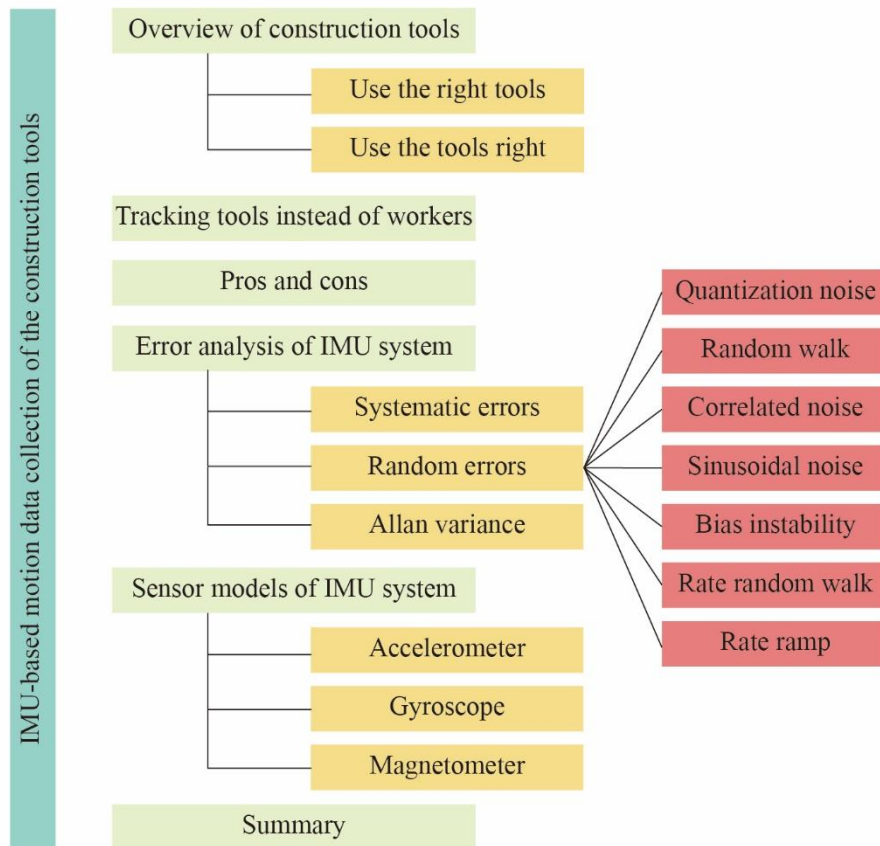 IMU-based motion data collection of the construction tools
Overview of construction tools
Use the right tools
Use the tools right
Tracking tools instead of workers
Pros and cons
Error analysis of IMU system
Systematic errors
Random errors
Allan variance
Quantization noise
Random walk
Correlated noise
Sinusoidal noise
Bias instability
Rate random walk
Rate ramp
Sensor models of IMU system
Accelerometer
Gyroscope
Magnetometer
Summary